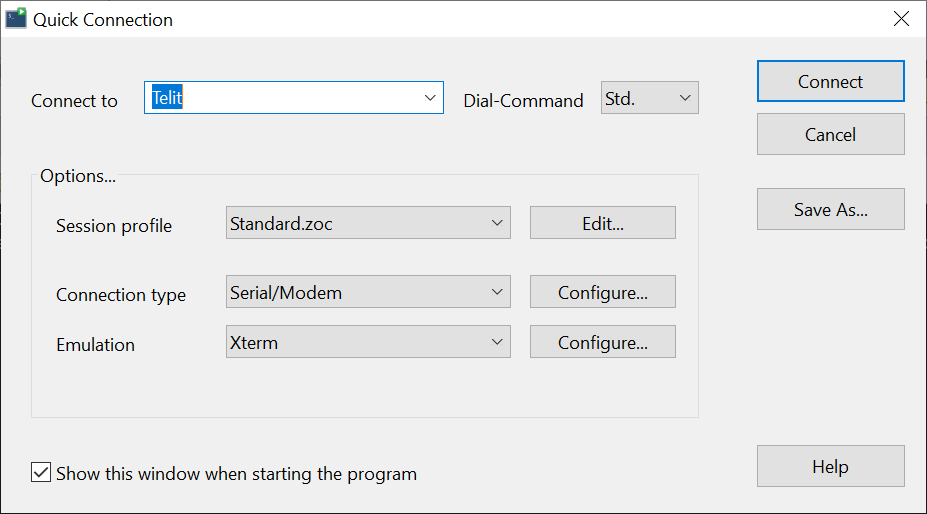 Quick Connection
Connect to Telit Dial-Command Std. Connect
Cancel
Options...
Session profile Standard.zoc Edit... Save As...
Connection type Serial/Modem Configure...
Emulation Xterm Configure...
Show this window when starting the program Help